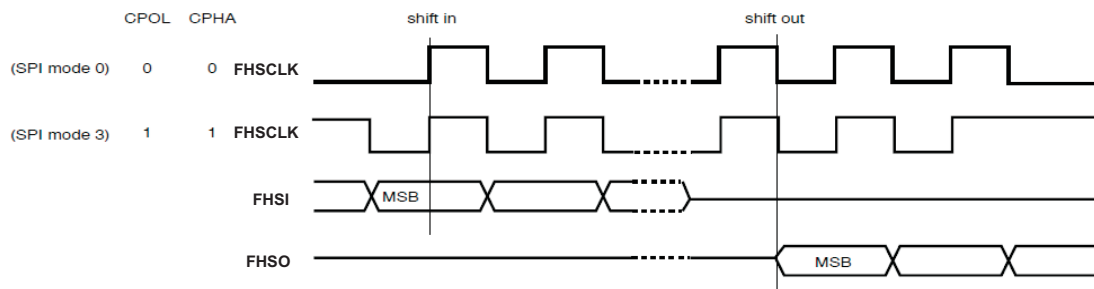 CPOL CPHA shift in shift out
(SPI mode 0) 0 0 FHSCLK
(SPI mode 3) 1 1 FHSCLK
FHSI MSB
FHSO MSB